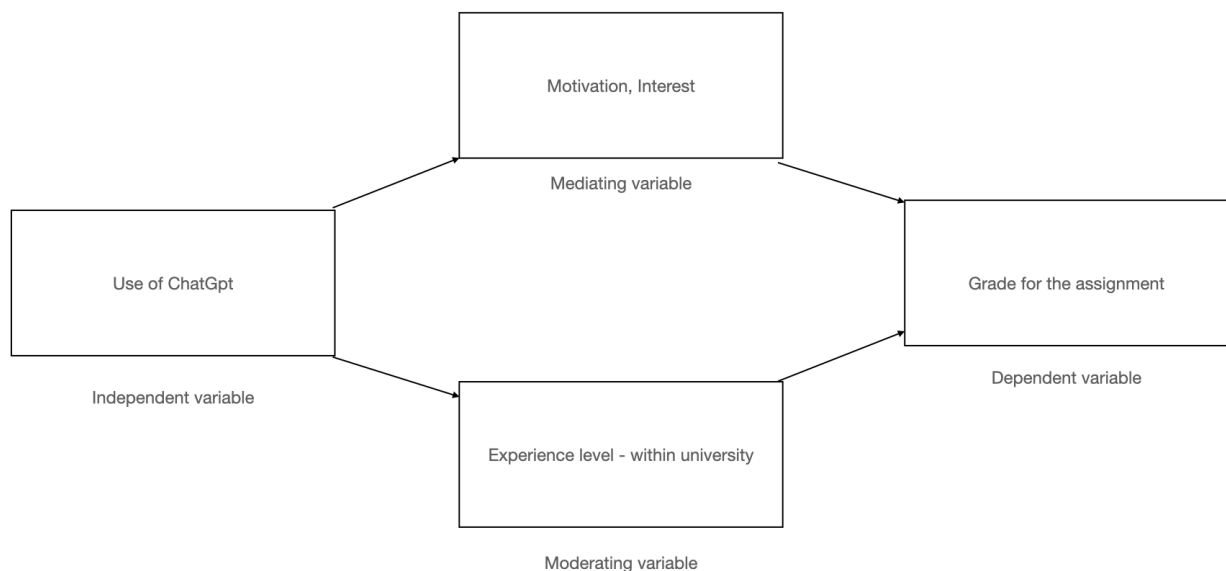 Motivation, Interest
Mediating variable
Use of ChatGpt
Grade for the assignment
Independent variable
Dependent variable
Experience level - within university
Moderating variable